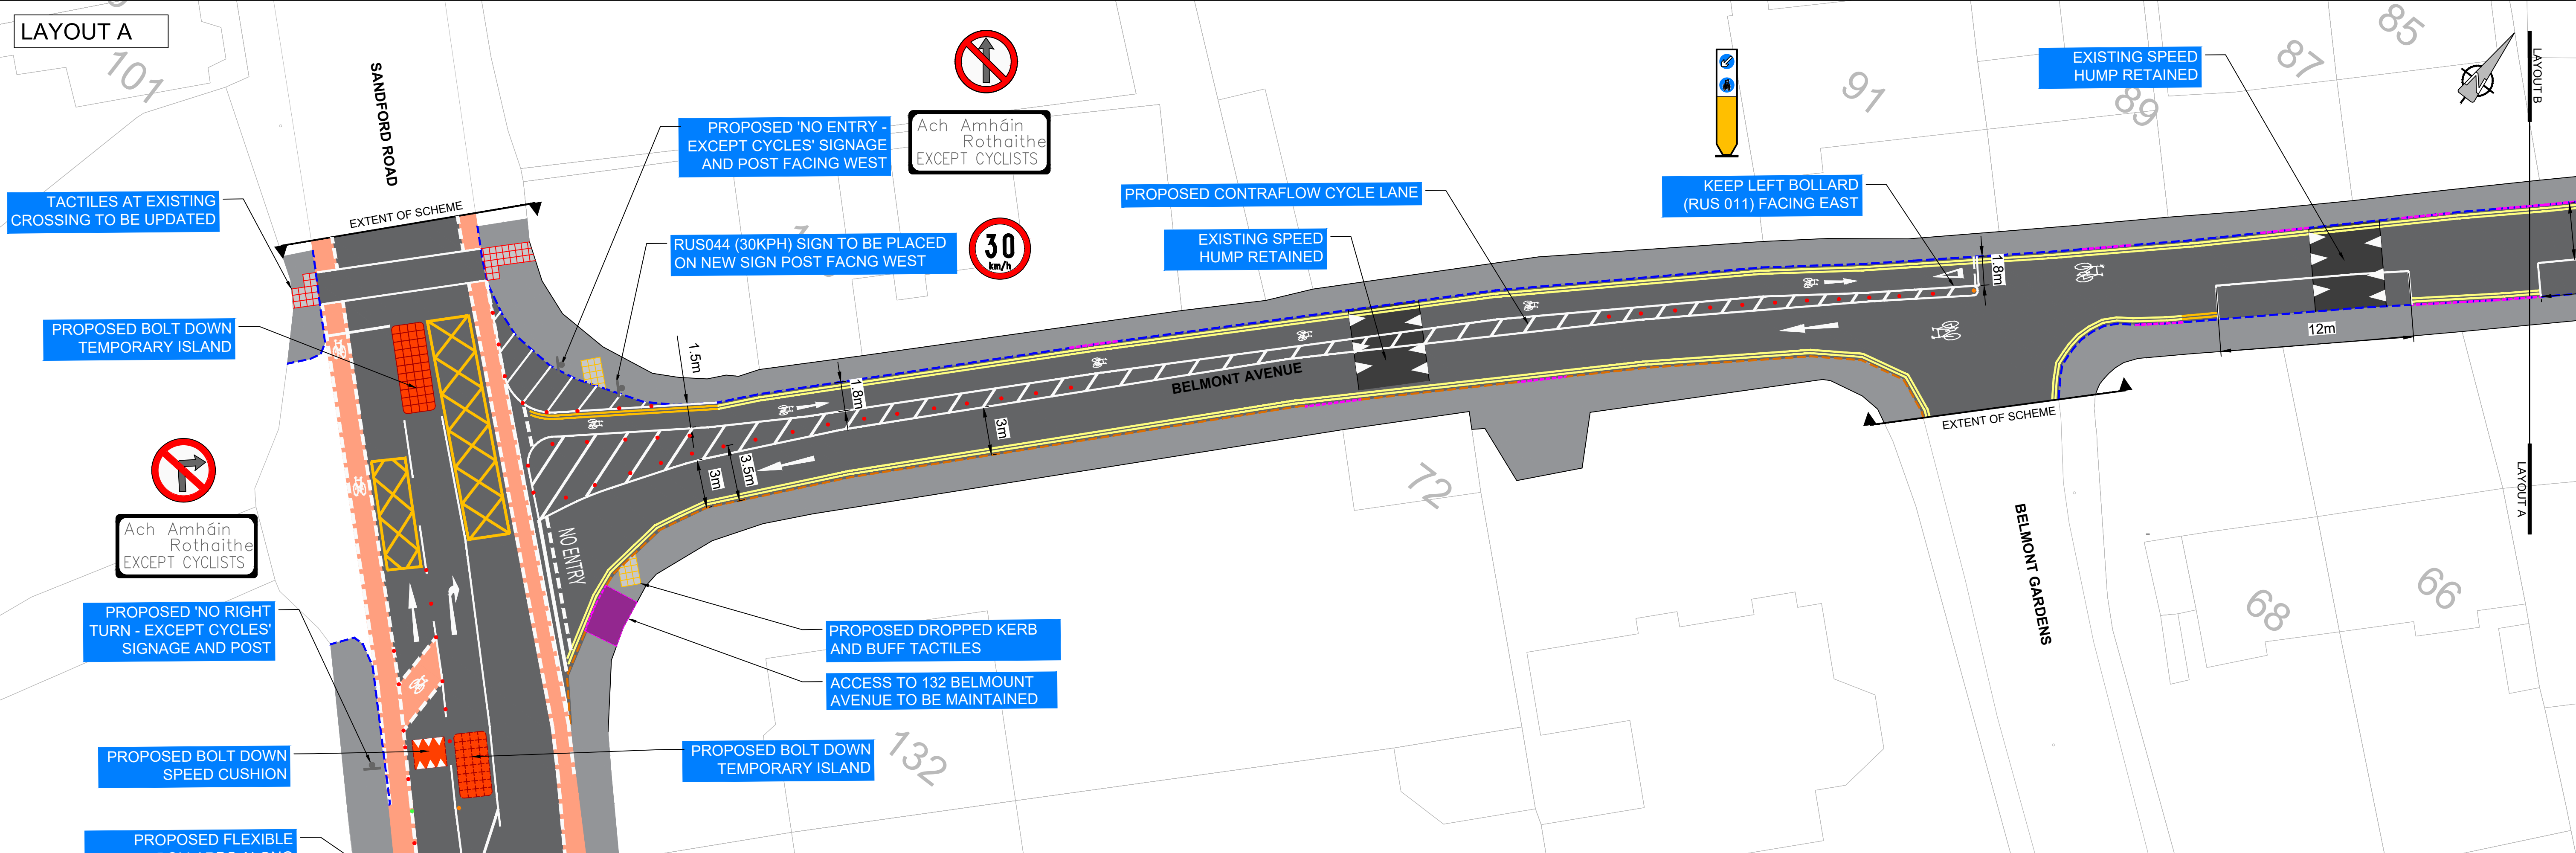 LAYOUT A
101
SANDFORD ROAD
EXTENT OF SCHEME
TACTILES AT EXISTING
CROSSING TO BE UPDATED
PROPOSED BOLT DOWN
TEMPORARY ISLAND
Ach Amháin
Rothaithe
EXCEPT CYCLISTS
PROPOSED 'NO RIGHT
TURN - EXCEPT CYCLES'
SIGNAGE AND POST
PROPOSED BOLT DOWN
SPEED CUSHION
PROPOSED FLEXIBLE
PROPOSED 'NO ENTRY -
EXCEPT CYCLES' SIGNAGE
AND POST FACING WEST
Ach Amháin
Rothaithe
EXCEPT CYCLISTS
RUS044 (30KPH) SIGN TO BE PLACED
ON NEW SIGN POST FACNG WEST
30
km/h
1.5m
1.8m
3m
3.5m
3m
NO ENTRY
PROPOSED DROPPED KERB
AND BUFF TACTILES
ACCESS TO 132 BELMOUNT
AVENUE TO BE MAINTAINED
PROPOSED BOLT DOWN
TEMPORARY ISLAND
132
PROPOSED CONTRAFLOW CYCLE LANE
EXISTING SPEED
HUMP RETAINED
BELMONT AVENUE
72
KEEP LEFT BOLLARD
(RUS 011) FACING EAST
91
89
87
85
EXISTING SPEED
HUMP RETAINED
1.8m
12m
EXTENT OF SCHEME
BELMONT GARDENS
68
66
LAYOUT B
LAYOUT A